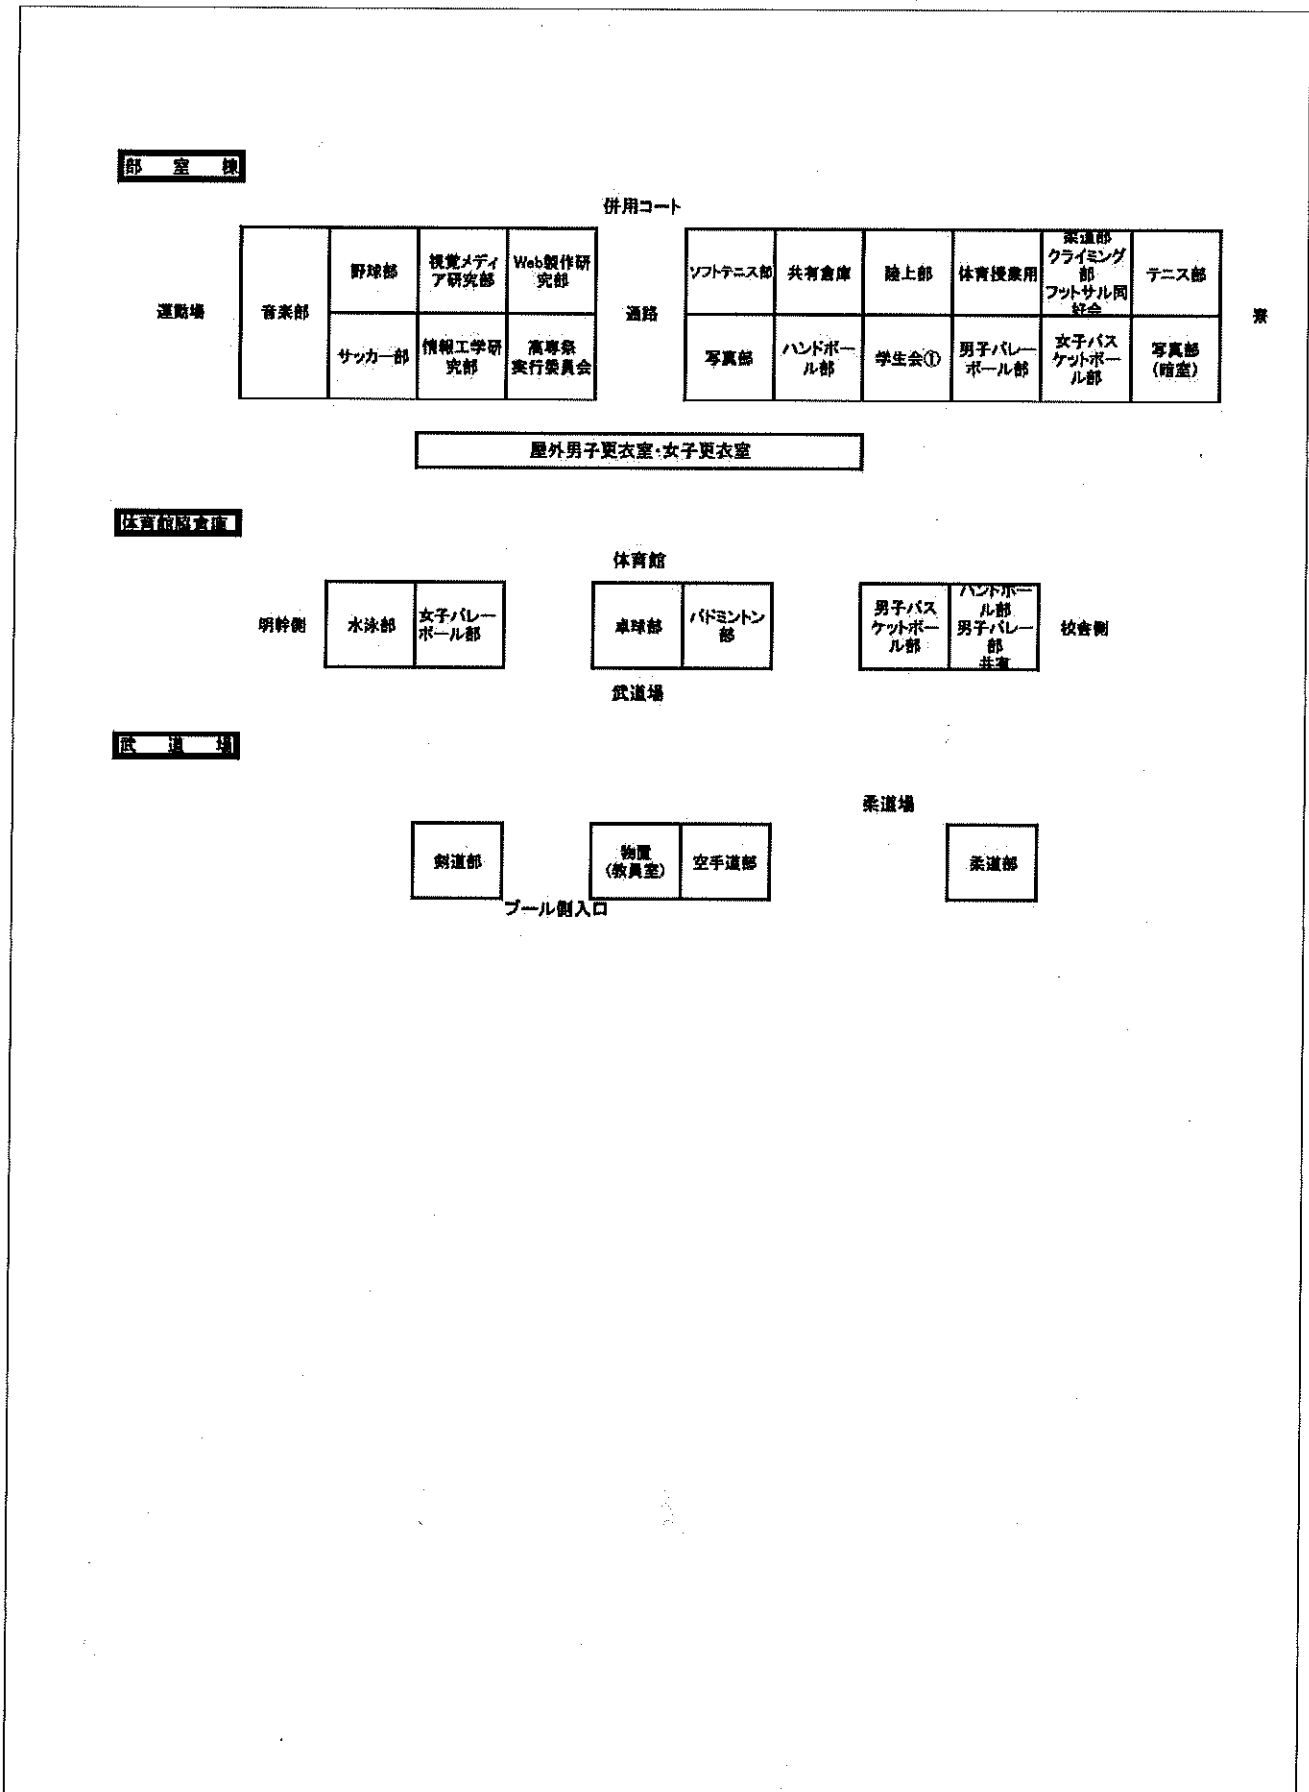 部 室 棟
併用コート
運動場
音楽部
野球部
視覚メディ
ア研究部
Web製作研
究部
サッカー部
情報工学研
究部
高専祭
実行委員会
通路
ソフトテニス部
共有倉庫
陸上部
体育授業用
柔道部
クライミング
部
フットサル同
好会
テニス部
写真部
ハンドボー
ル部
学生会①
男子バレー
ボール部
女子バス
ケットボー
ル部
写真部
(暗室)
寮
屋外男子更衣室・女子更衣室
体育館脇倉庫
体育館
明幹側
水泳部
女子バレー
ボール部
卓球部
バドミントン
部
男子バス
ケットボー
ル部
ハンドボー
ル部
男子バレー
部
共有
校舎側
武道場
武 道 場
柔道場
剣道部
物置
(教員室)
空手道部
柔道部
プール側入口